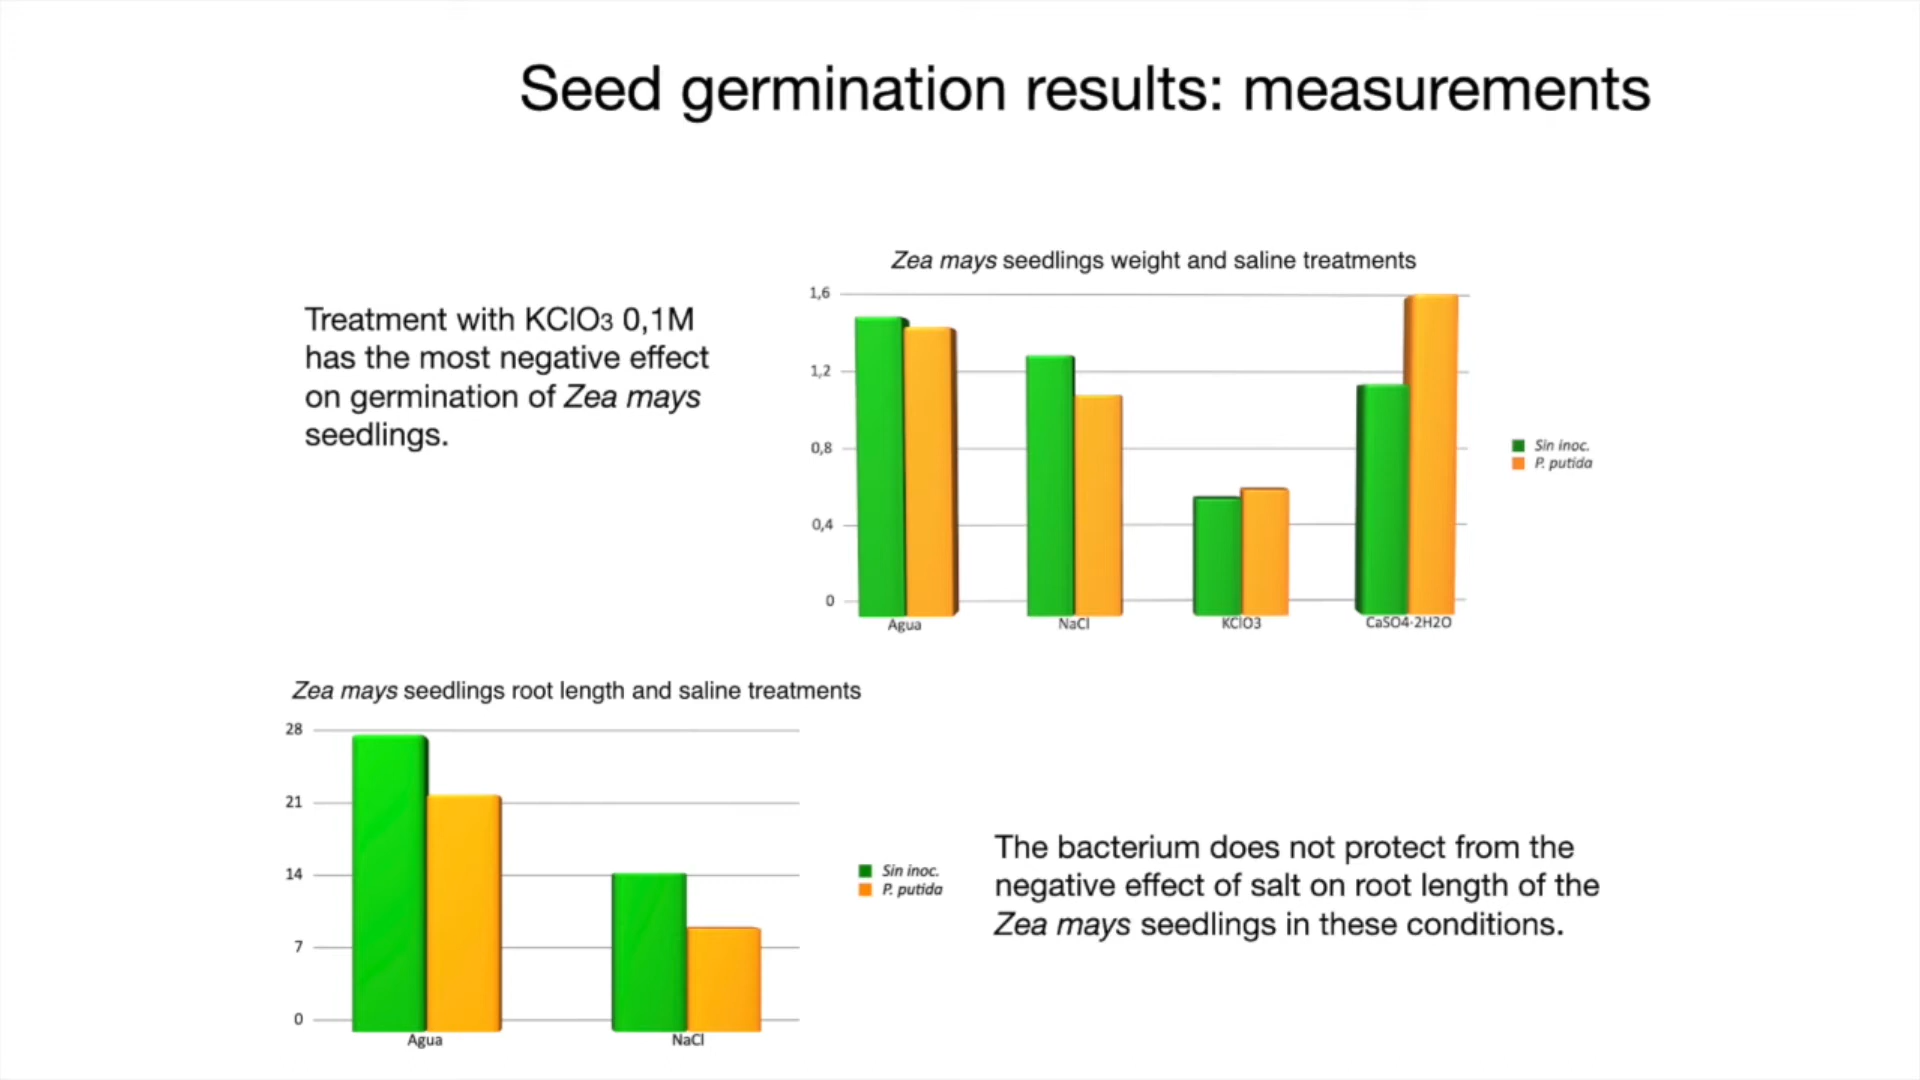 Seed germination results: measurements
Treatment with KClO3 0,1M
has the most negative effect
on germination of Zea mays
seedlings.
Zea mays seedlings weight and saline treatments
1,6
1,2
0,8
0,4
0
Agua
NaCl
KClO3
CaSO4·2H2O
Sin inoc.
P. putida
Zea mays seedlings root length and saline treatments
28
21
14
7
0
Agua
NaCl
Sin inoc.
P. putida
The bacterium does not protect from the
negative effect of salt on root length of the
Zea mays seedlings in these conditions.